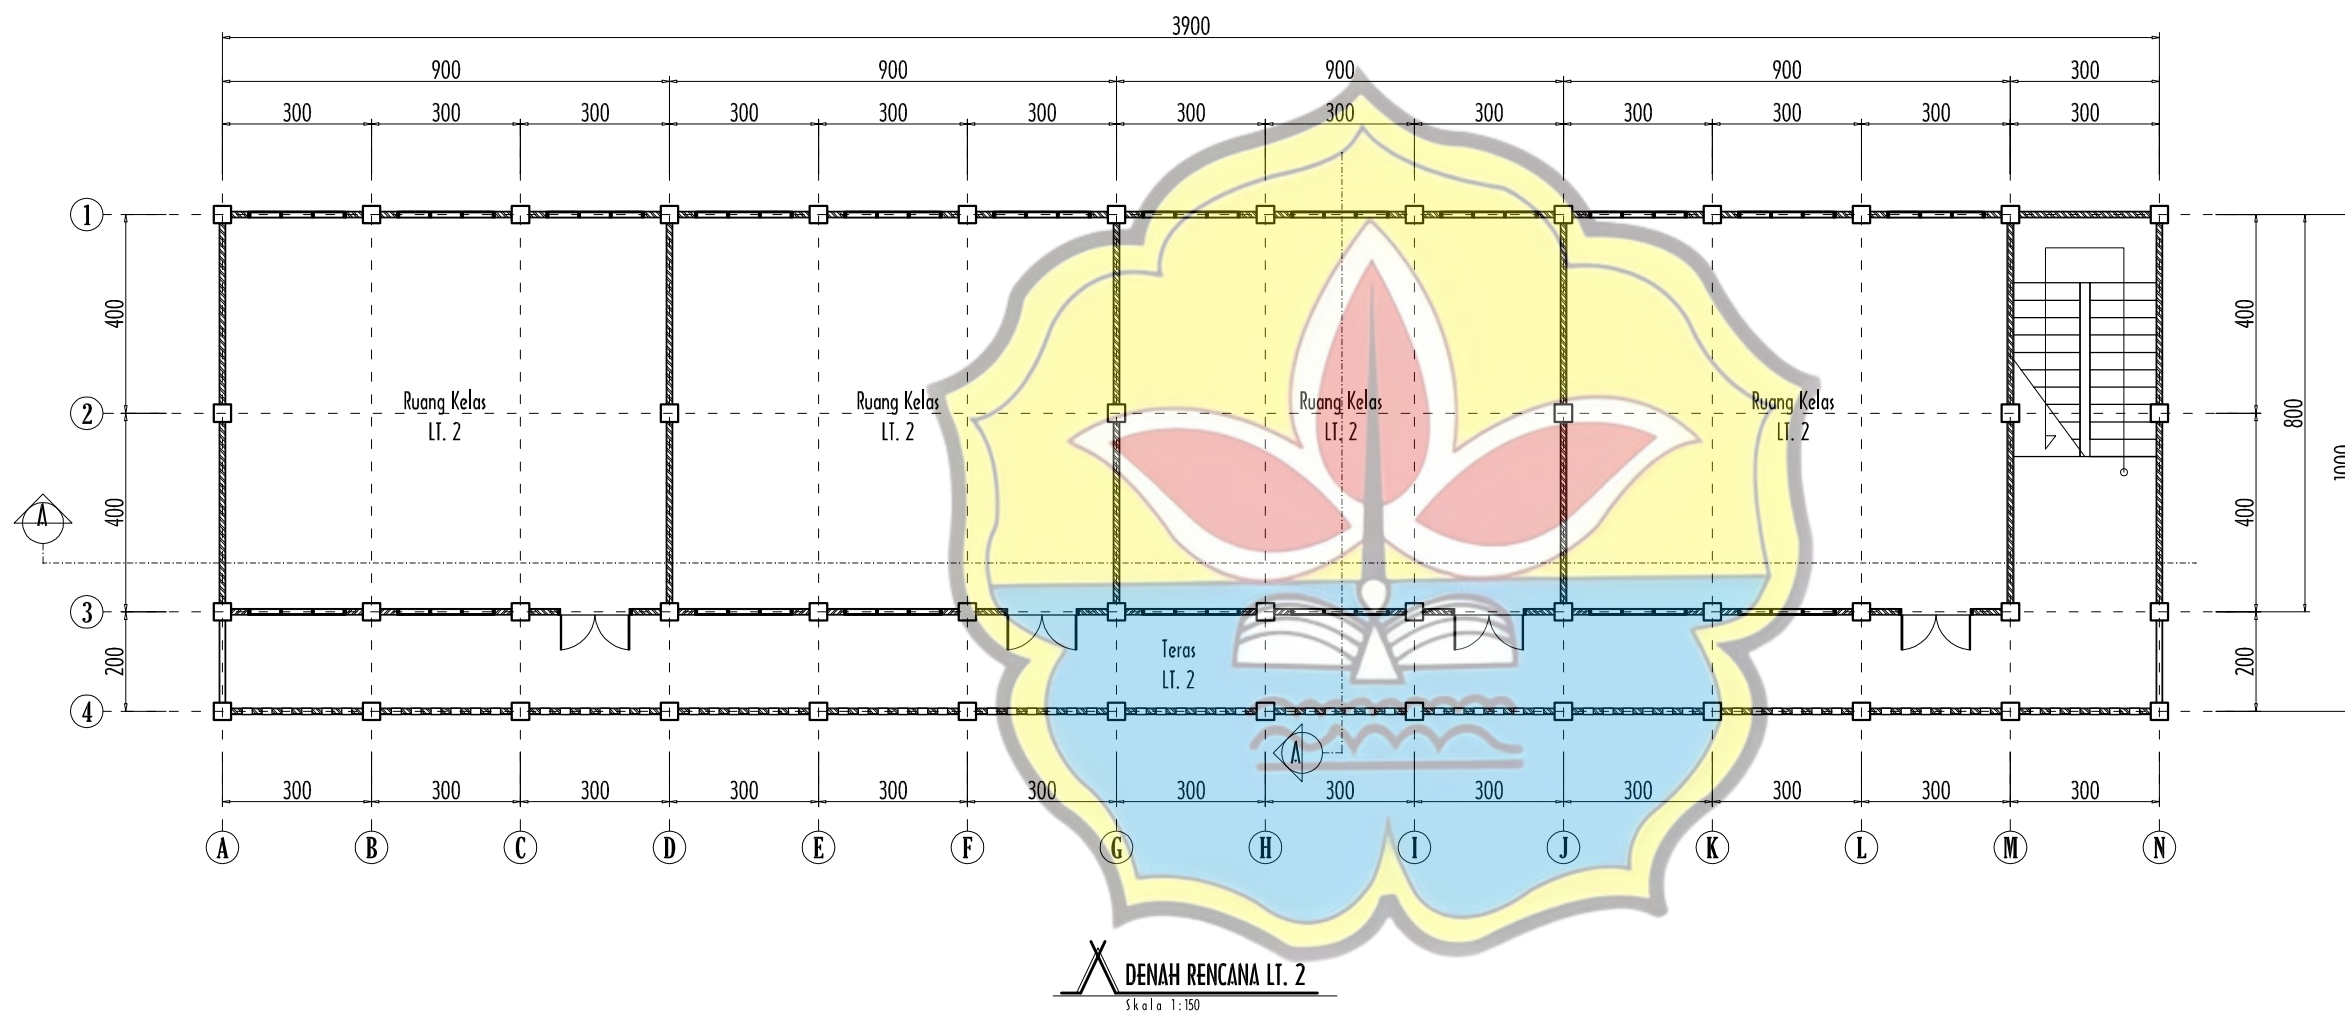 3900
900 900 900 900 300
300 300 300 300 300 300 300 300 300 300 300 300 300
1
400 400 400
Ruang Kelas Ruang Kelas Ruang Kelas Ruang Kelas
LT. 2 LT. 2 LT. 2 LT. 2
2
800
1000
A
400 400
3
Teras
LT. 2
200 200
4
A
300 300 300 300 300 300 300 300 300 300 300 300 300
A B C D E F G H I J K L M N
DENAH RENCANA LT. 2
Skala 1:150